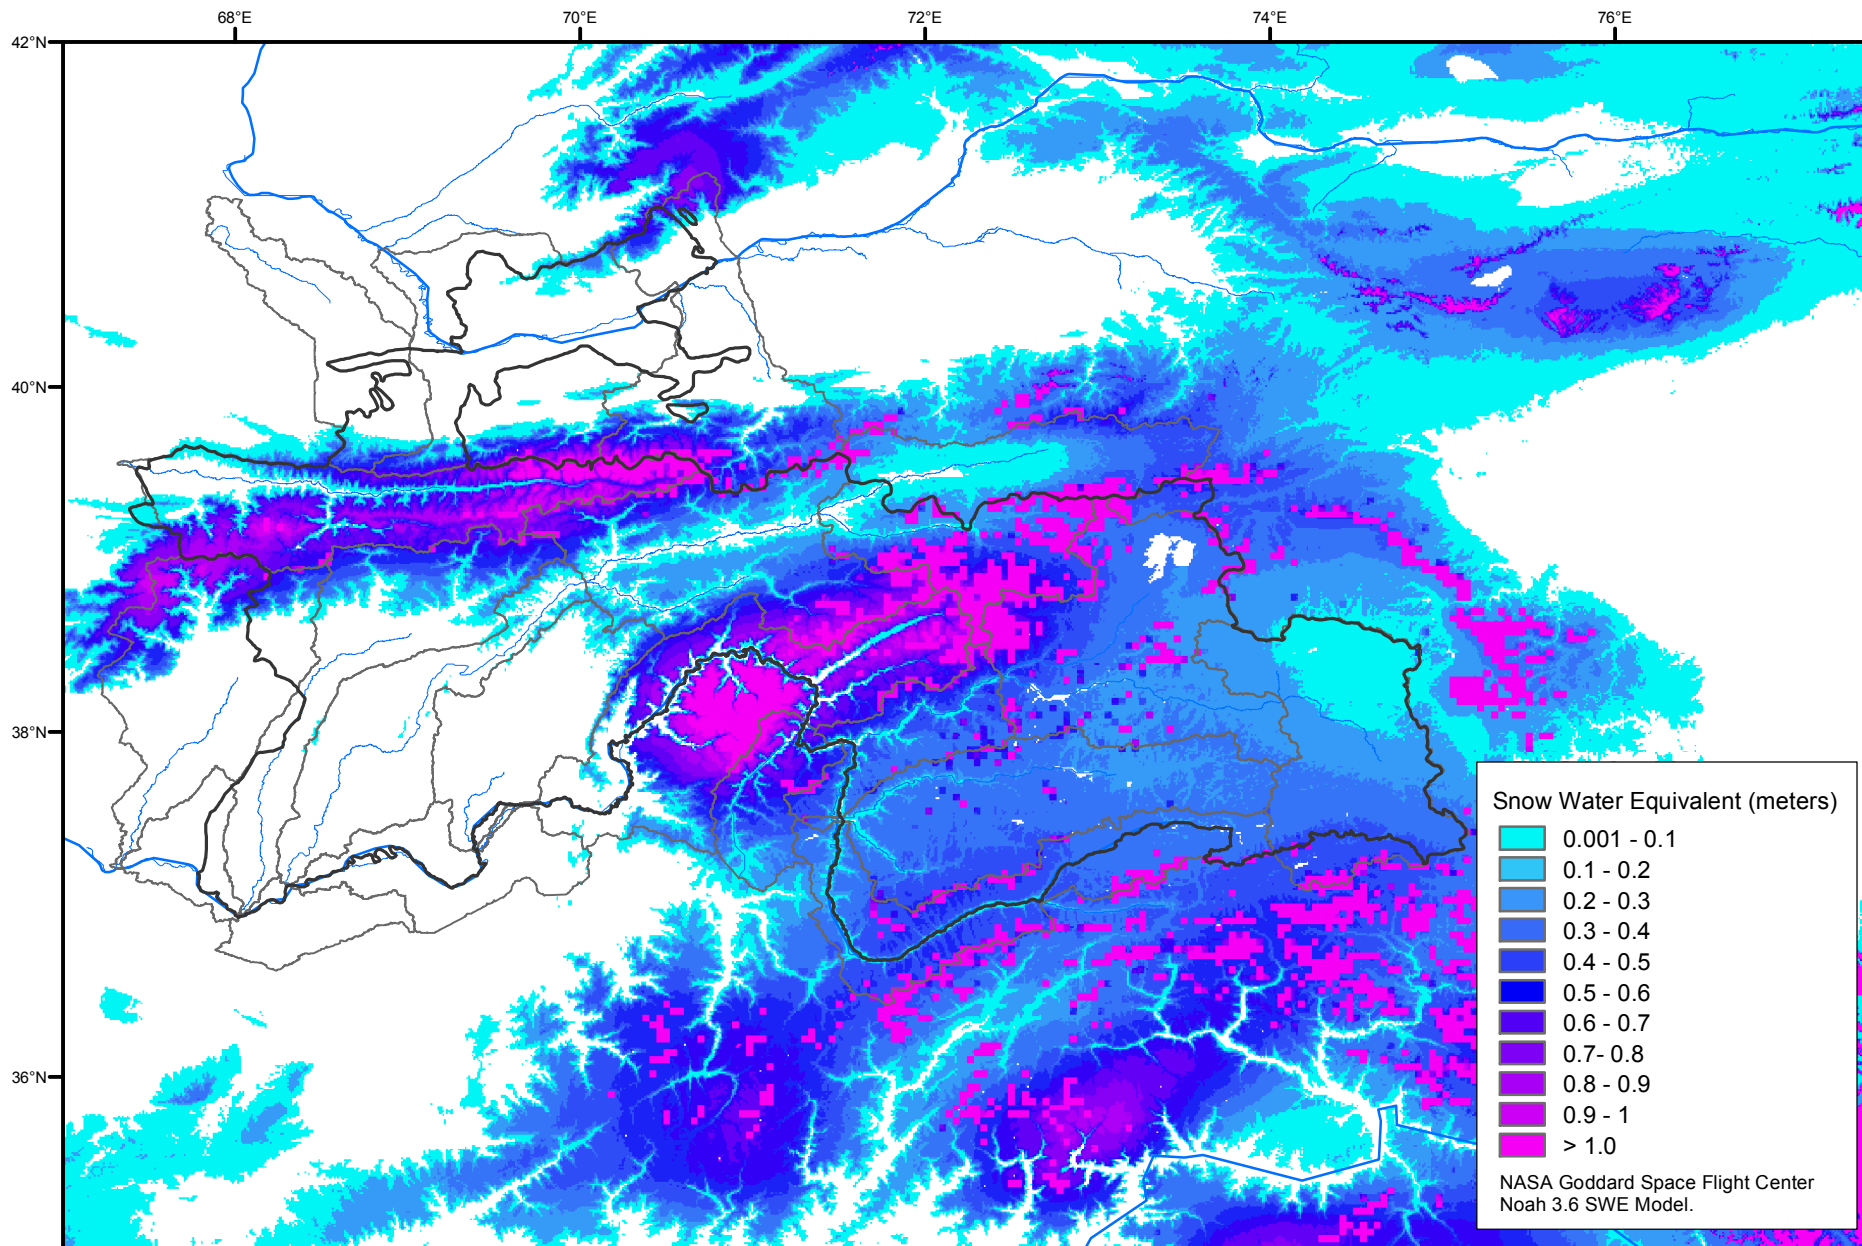 68°E 70°E 72°E 74°E 76°E
42°N
40°N
38°N
36°N
Snow Water Equivalent (meters)
0.001 - 0.1
0.1 - 0.2
0.2 - 0.3
0.3 - 0.4
0.4 - 0.5
0.5 - 0.6
0.6 - 0.7
0.7- 0.8
0.8 - 0.9
0.9 - 1
> 1.0
NASA Goddard Space Flight Center
Noah 3.6 SWE Model.